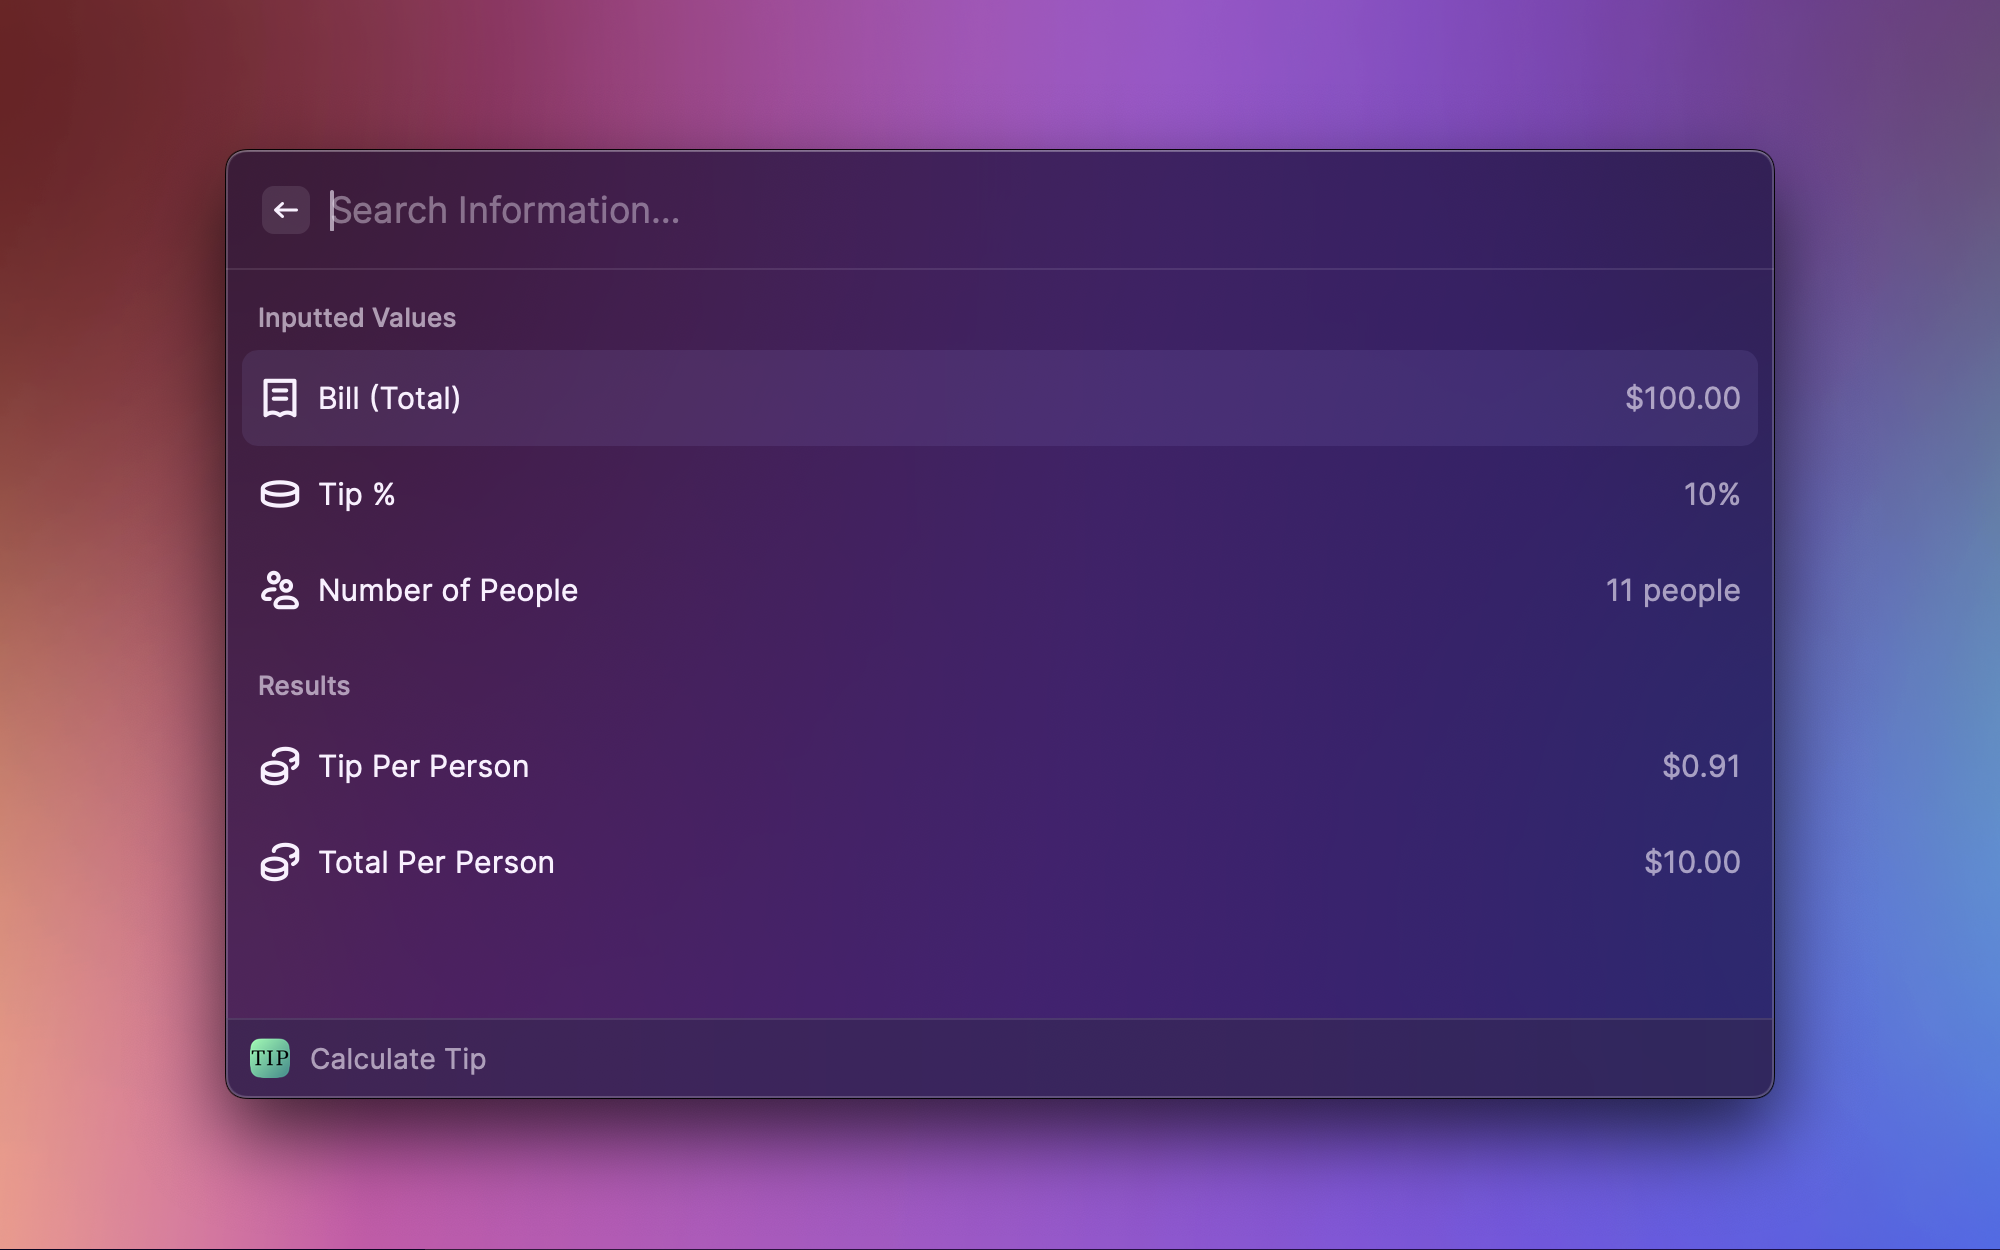 Search Information...
Inputted Values
Bill (Total) $100.00
Tip % 10%
Number of People 11 people
Results
Tip Per Person $0.91
Total Per Person $10.00
TIP Calculate Tip